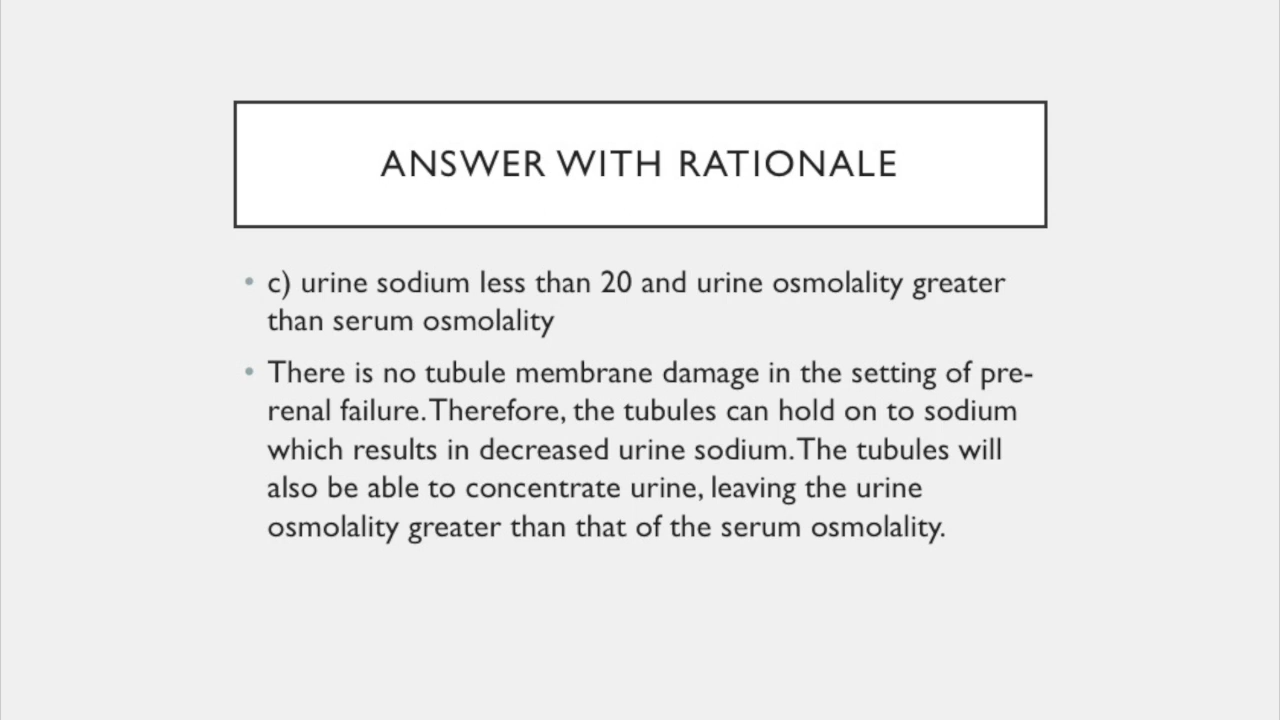 ANSWER WITH RATIONALE
• c) urine sodium less than 20 and urine osmolality greater
than serum osmolality
• There is no tubule membrane damage in the setting of pre-
renal failure. Therefore, the tubules can hold on to sodium
which results in decreased urine sodium. The tubules will
also be able to concentrate urine, leaving the urine
osmolality greater than that of the serum osmolality.